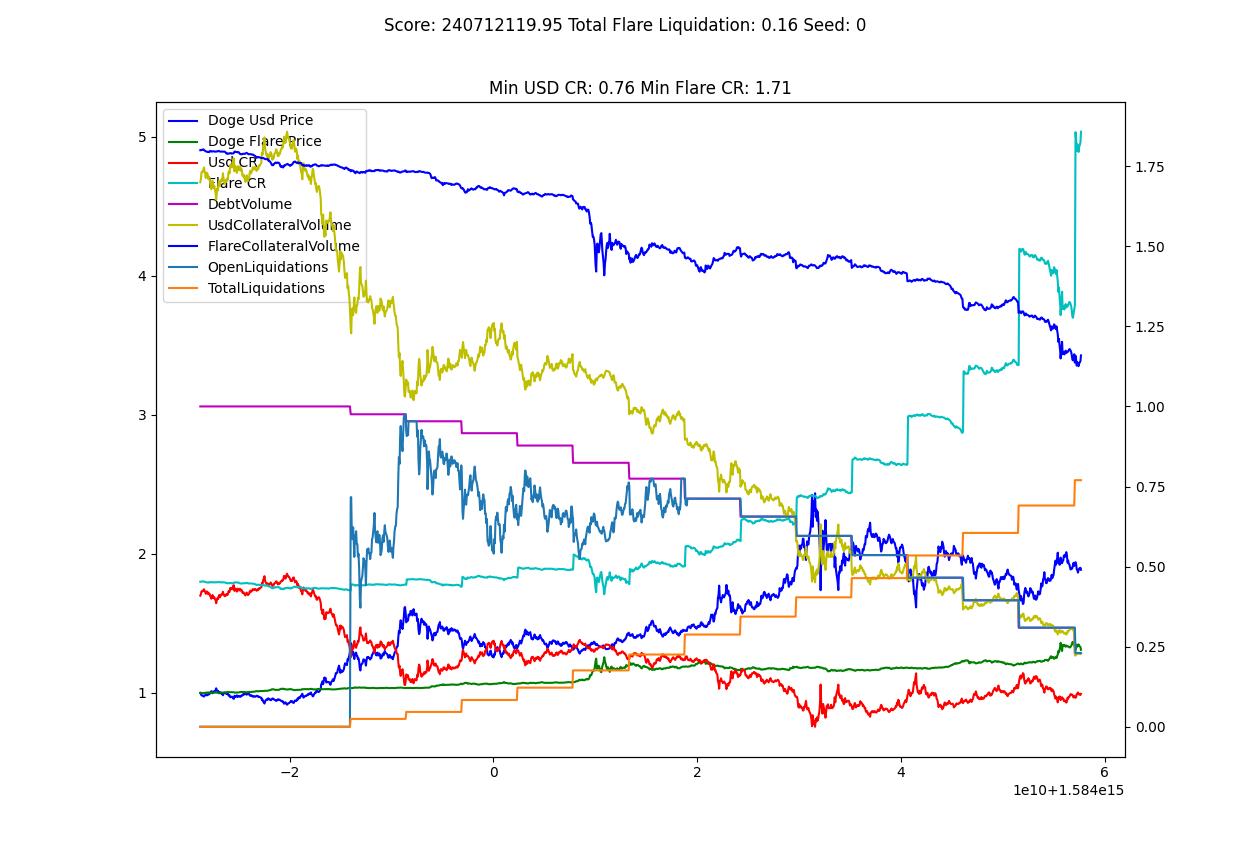 Score: 240712119.95 Total Flare Liquidation: 0.16 Seed: 0
Min USD CR: 0.76 Min Flare CR: 1.71
Doge Usd Price
Doge Flare Price
Usd CR
Flare CR
DebtVolume
UsdCollateralVolume
FlareCollateralVolume
OpenLiquidations
TotalLiquidations
5
4
3
2
1
1.75
1.50
1.25
1.00
0.75
0.50
0.25
0.00
−2
0
2
4
6
1e10+1.584e15